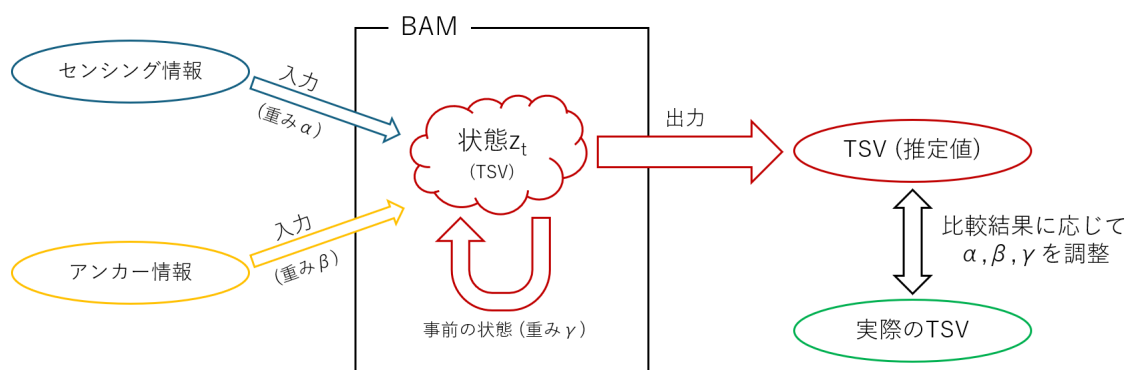 BAM
センシング情報
入力
(重みα)
状態zt
(TSV)
出力
TSV (推定値)
アンカー情報
入力
(重みβ)
事前の状態 (重みγ)
比較結果に応じて
α,β,γを調整
実際のTSV